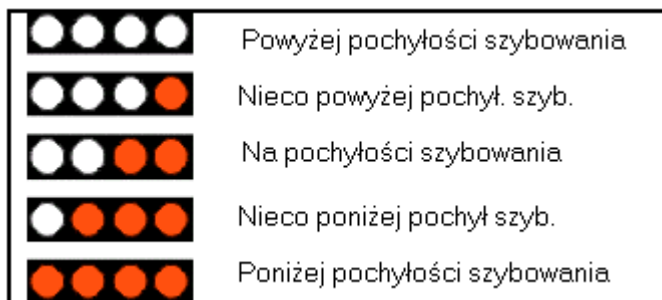 Powyżej pochyłości szybowania
Nieco powyżej pochył. szyb.
Na pochyłości szybowania
Nieco poniżej pochył szyb.
Poniżej pochyłości szybowania